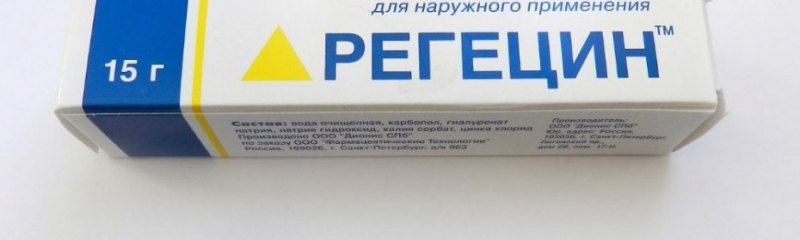 для наружного применения
15 г
РЕГЕЦИН™
Состав: вода очищенная, карбопол, гиалуронат
натрия, натрия гидроксид, калия сорбат, цинка хлорид
Произведено ООО "Дионис СПб"
по заказу ООО "Фармацевтические Технологии"
Россия, 199026, г. Санкт-Петербург, а/я 963
Производитель:
ООО "Дионис СПб"
Юр. адрес: Россия,
г. Санкт-Петербург,
Лиговский пр.,